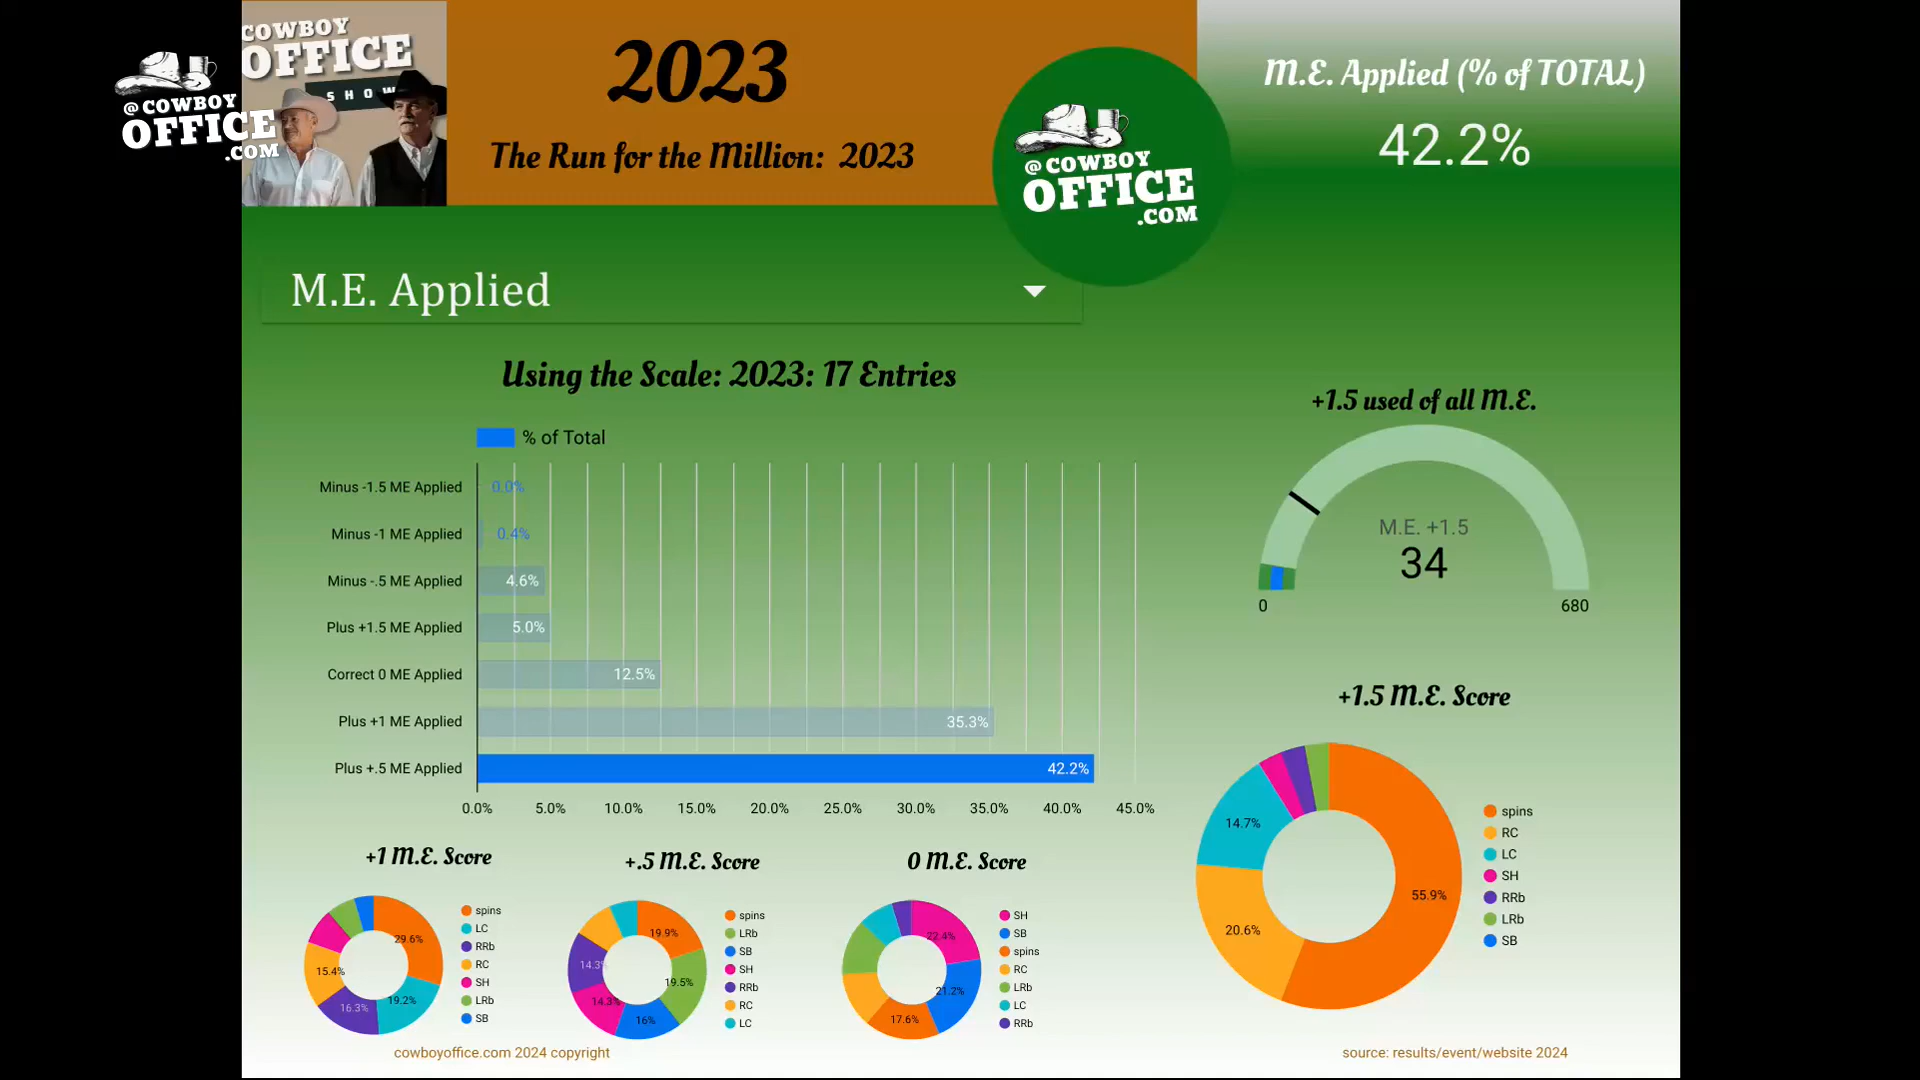 COWBOY
OFFICE
SHOW
@COWBOY
OFFICE
.COM
2023
The Run for the Million: 2023
@COWBOY
OFFICE
.COM
M.E. Applied (% of TOTAL)
42.2%
M.E. Applied
Using the Scale: 2023: 17 Entries
% of Total
Minus -1.5 ME Applied 0.0%
Minus -1 ME Applied 0.4%
Minus -.5 ME Applied 4.6%
Plus +1.5 ME Applied 5.0%
Correct 0 ME Applied 12.5%
Plus +1 ME Applied 35.3%
Plus +.5 ME Applied 42.2%
0.0% 5.0% 10.0% 15.0% 20.0% 25.0% 30.0% 35.0% 40.0% 45.0%
+1.5 used of all M.E.
M.E. +1.5
34
0 680
+1.5 M.E. Score
14.7%
20.6%
55.9%
spins
RC
LC
SH
RRb
LRb
SB
+1 M.E. Score
29.6%
15.4%
19.2%
16.3%
spins
LC
RRb
RC
SH
LRb
SB
+.5 M.E. Score
19.9%
14.3%
19.5%
14.3%
16%
spins
LRb
SB
SH
RRb
RC
LC
0 M.E. Score
22.4%
21.2%
17.6%
SH
SB
spins
RC
LRb
LC
RRb
cowboyoffice.com 2024 copyright
source: results/event/website 2024